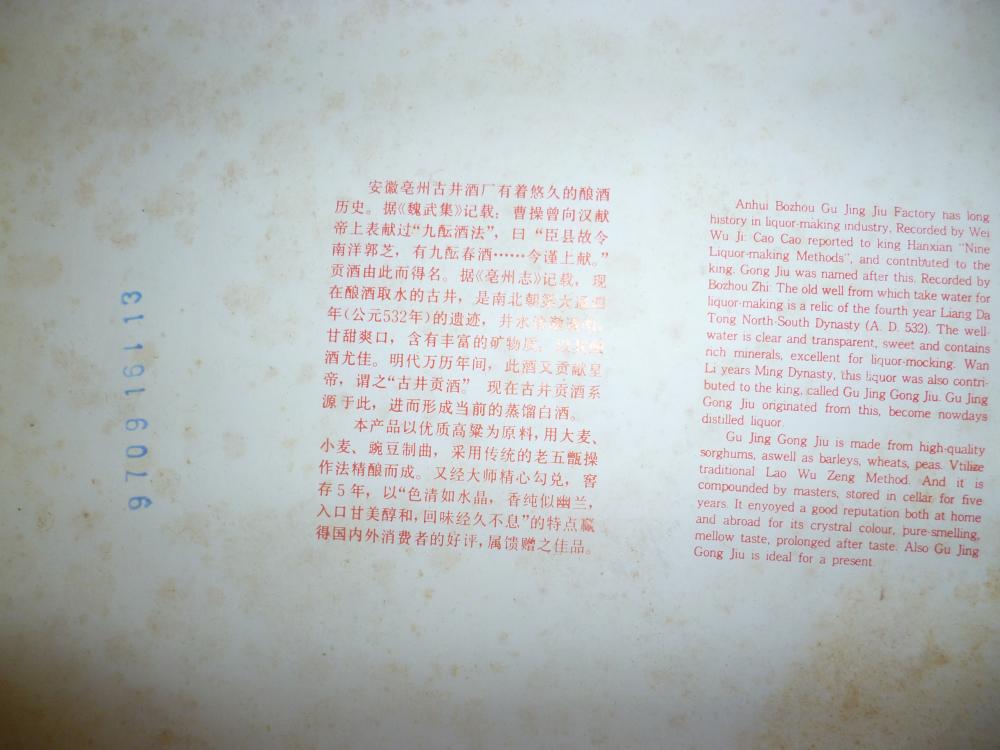 9709161 13
安徽亳州古井酒厂有着悠久的酿酒
历史。据《魏武集》记载：曹操曾向汉献
帝上表献过“九酝酒法”，曰“臣县故令
南洋郭芝，有九酝春酒……今谨上献。”
贡酒由此而得名。据《亳州志》记载，现
在酿酒取水的古井，是南北朝
年(公元532年)的遗迹，井水
甘甜爽口，含有丰富的矿物质，
酒尤佳。明代万历年间，此酒又贡献皇
帝，谓之“古井贡酒”。现在古井贡酒系
源于此，进而形成当前的蒸馏白酒。
本产品以优质高粱为原料，用大麦、
小麦、豌豆制曲，采用传统的老五甑操
作法精酿而成。又经大师精心勾兑，窖
存5年，以“色清如水晶，香纯似幽兰，
入口甘美醇和，回味经久不息”的特点赢
得国内外消费者的好评，属馈赠之佳品。
Anhui Bozhou Gu Jing Jiu Factory has long
history in liquor-making industry, Recorded by Wei
Wu Ji: Cao Cao reported to king Hanxian "Nine
Liquor-making Methods", and contributed to the
king. Gong Jiu was named after this. Recorded by
Bozhou Zhi: The old well from which take water for
liquor-making is a relic of the fourth year Liang Da
Tong North-South Dynasty (A. D. 532). The well-
water is clear and transparent, sweet and contains
rich minerals, excellent for liquor-mocking. Wan
Li years Ming Dynasty, this liquor was also contri-
buted to the king, called Gu Jing Gong Jiu. Gu Jing
Gong Jiu originated from this, become nowdays
distilled liquor.
Gu Jing Gong Jiu is made from high-quality
sorghums, aswell as barleys, wheats, peas. Vtilize
traditional Lao Wu Zeng Method. And it is
compounded by masters, stored in cellar for five
years. It enyoyed a good reputation both at home
and abroad for its crystral colour, pure-smelling,
mellow taste, prolonged after taste. Also Gu Jing
Gong Jiu is ideal for a present.